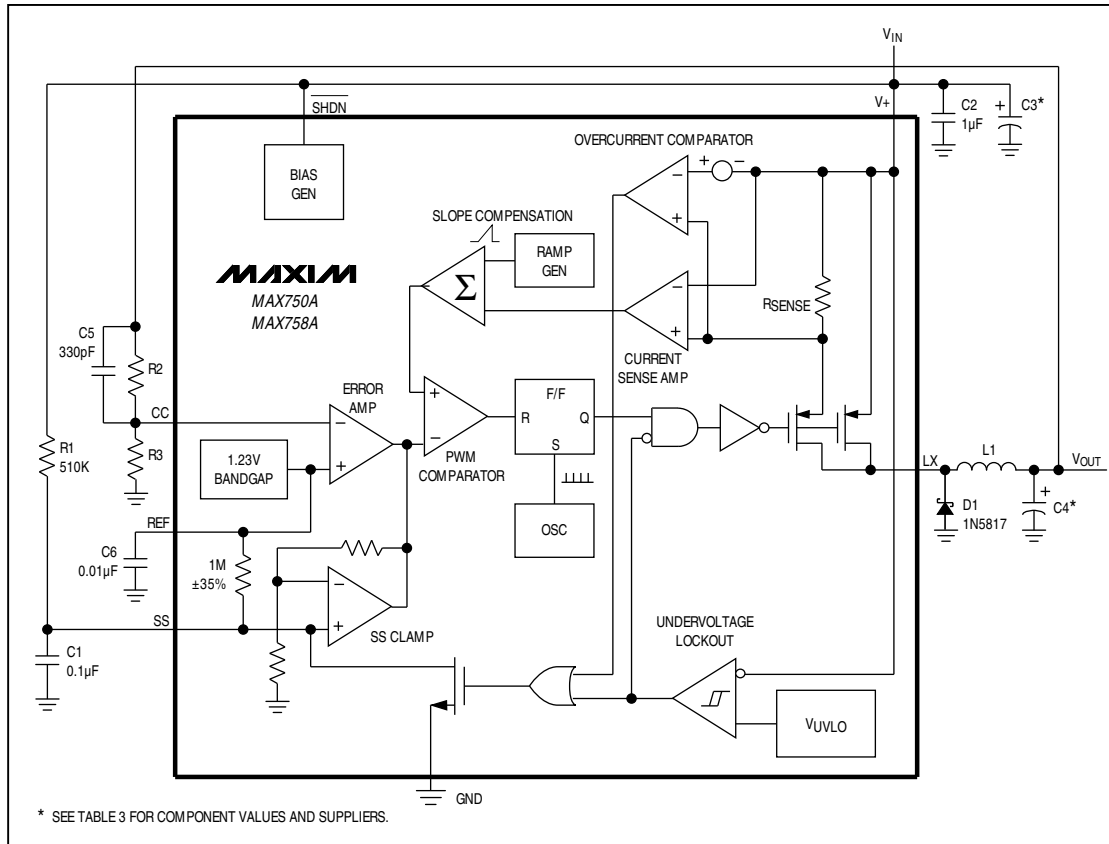 VIN
SHDN
V+
C2
1µF
+
C3*
OVERCURRENT COMPARATOR
+
−
BIAS
GEN
−
+
SLOPE COMPENSATION
RAMP
GEN
MAXIM
MAX750A
MAX758A
Σ
−
+
RSENSE
CURRENT
SENSE AMP
C5
330pF
R2
ERROR
AMP
F/F
R
Q
S
+
−
CC
−
+
R1
510K
R3
1.23V
BANDGAP
PWM
COMPARATOR
LX
L1
VOUT
D1
1N5817
+
C4*
REF
OSC
C6
0.01µF
1M
±35%
−
+
SS
SS CLAMP
UNDERVOLTAGE
LOCKOUT
C1
0.1µF
VUVLO
GND
* SEE TABLE 3 FOR COMPONENT VALUES AND SUPPLIERS.